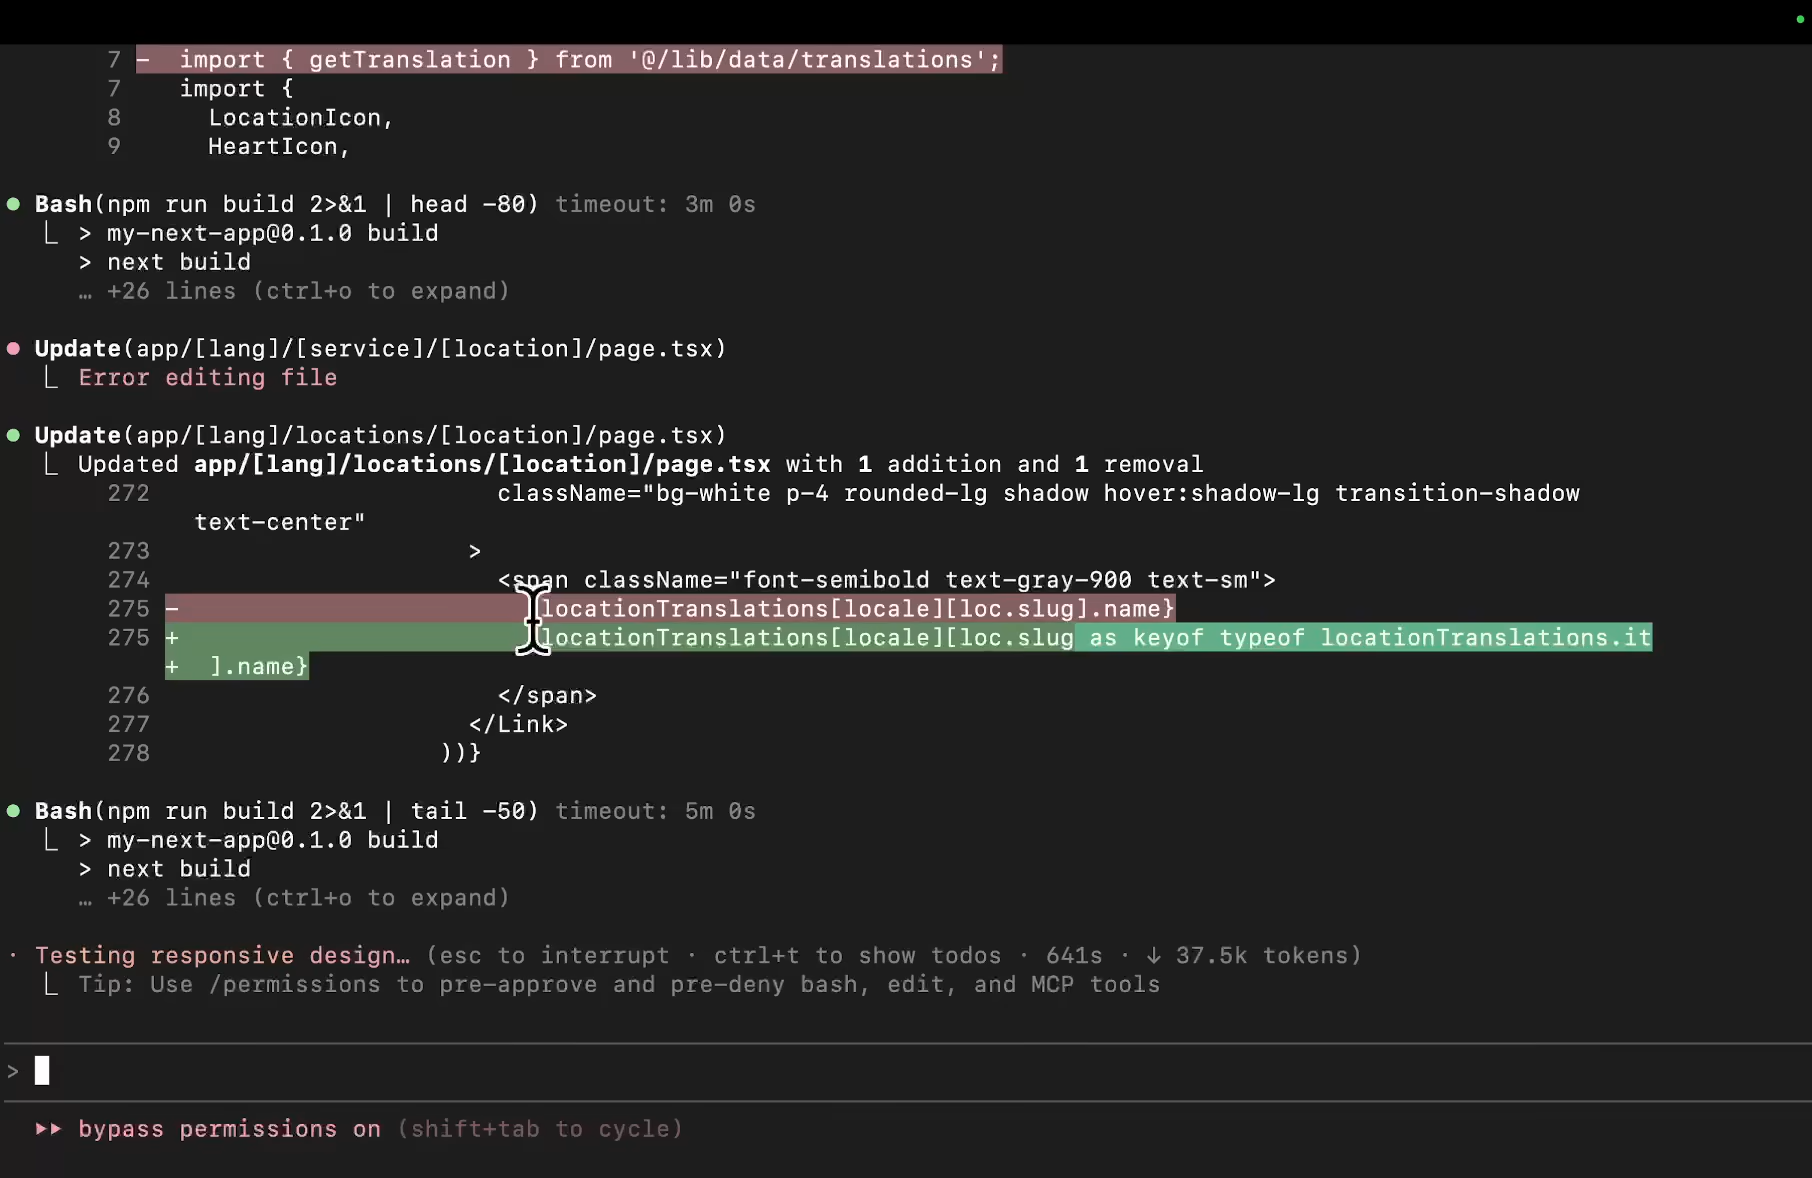 7 -  import { getTranslation } from '@/lib/data/translations';
7    import {
8      LocationIcon,
9      HeartIcon,
● Bash(npm run build 2>&1 | head -80) timeout: 3m 0s
⎿ > my-next-app@0.1.0 build
> next build
… +26 lines (ctrl+o to expand)
● Update(app/[lang]/[service]/[location]/page.tsx)
⎿ Error editing file
● Update(app/[lang]/locations/[location]/page.tsx)
⎿ Updated app/[lang]/locations/[location]/page.tsx with 1 addition and 1 removal
272 className="bg-white p-4 rounded-lg shadow hover:shadow-lg transition-shadow
text-center"
273 >
274 <span className="font-semibold text-gray-900 text-sm">
275 - locationTranslations[locale][loc.slug].name}
275 + locationTranslations[locale][loc.slug as keyof typeof locationTranslations.it
+ ].name}
276 </span>
277 </Link>
278 ))}
● Bash(npm run build 2>&1 | tail -50) timeout: 5m 0s
⎿ > my-next-app@0.1.0 build
> next build
… +26 lines (ctrl+o to expand)
· Testing responsive design… (esc to interrupt · ctrl+t to show todos · 641s · ↓ 37.5k tokens)
⎿ Tip: Use /permissions to pre-approve and pre-deny bash, edit, and MCP tools
>
▶▶ bypass permissions on (shift+tab to cycle)